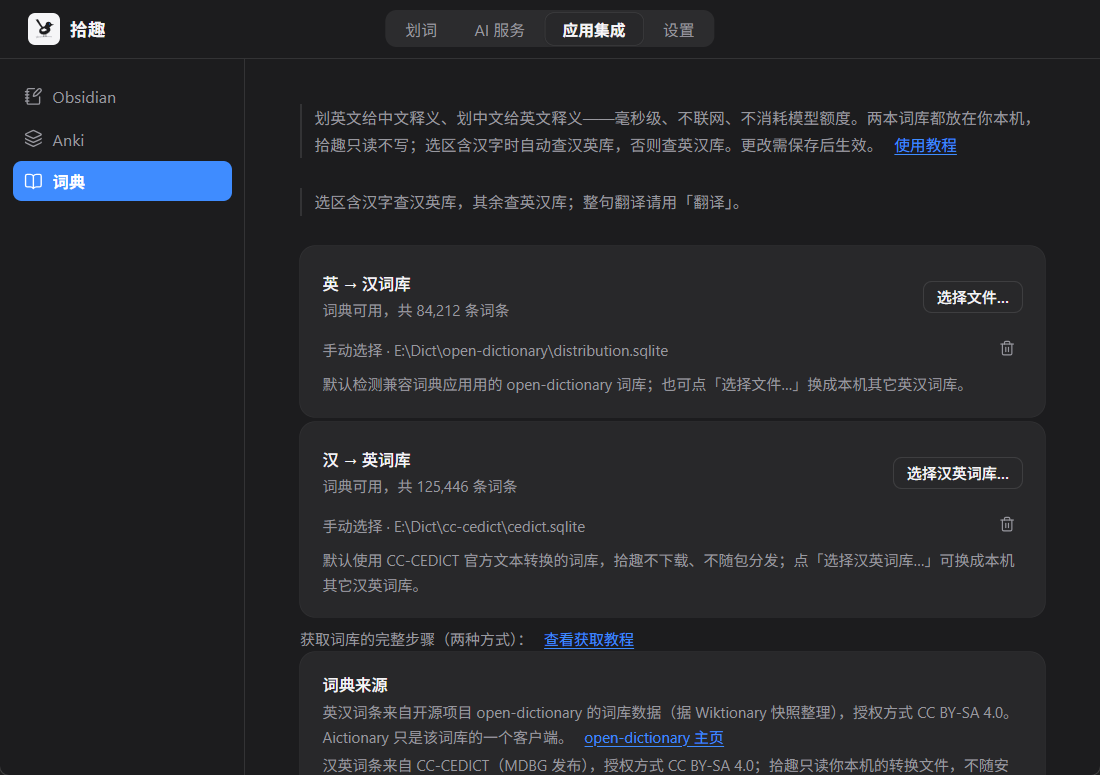 拾趣
划词 AI 服务 应用集成 设置
Obsidian
Anki
词典
划英文给中文释义、划中文给英文释义——毫秒级、不联网、不消耗模型额度。两本词库都放在你本机，
拾趣只读不写；选区含汉字时自动查汉英库，否则查英汉库。更改需保存后生效。 使用教程
选区含汉字查汉英库，其余查英汉库；整句翻译请用「翻译」。
英 → 汉词库
词典可用，共 84,212 条词条
选择文件...
手动选择 · E:\Dict\open-dictionary\distribution.sqlite
默认检测兼容词典应用用的 open-dictionary 词库；也可点「选择文件...」换成本机其它英汉词库。
汉 → 英词库
词典可用，共 125,446 条词条
选择汉英词库...
手动选择 · E:\Dict\cc-cedict\cedict.sqlite
默认使用 CC-CEDICT 官方文本转换的词库，拾趣不下载、不随包分发；点「选择汉英词库...」可换成本机
其它汉英词库。
获取词库的完整步骤（两种方式）： 查看获取教程
词典来源
英汉词条来自开源项目 open-dictionary 的词库数据（据 Wiktionary 快照整理），授权方式 CC BY-SA 4.0。
Aictionary 只是该词库的一个客户端。 open-dictionary 主页
汉英词条来自 CC-CEDICT（MDBG 发布），授权方式 CC BY-SA 4.0；拾趣只读你本机的转换文件，不随安